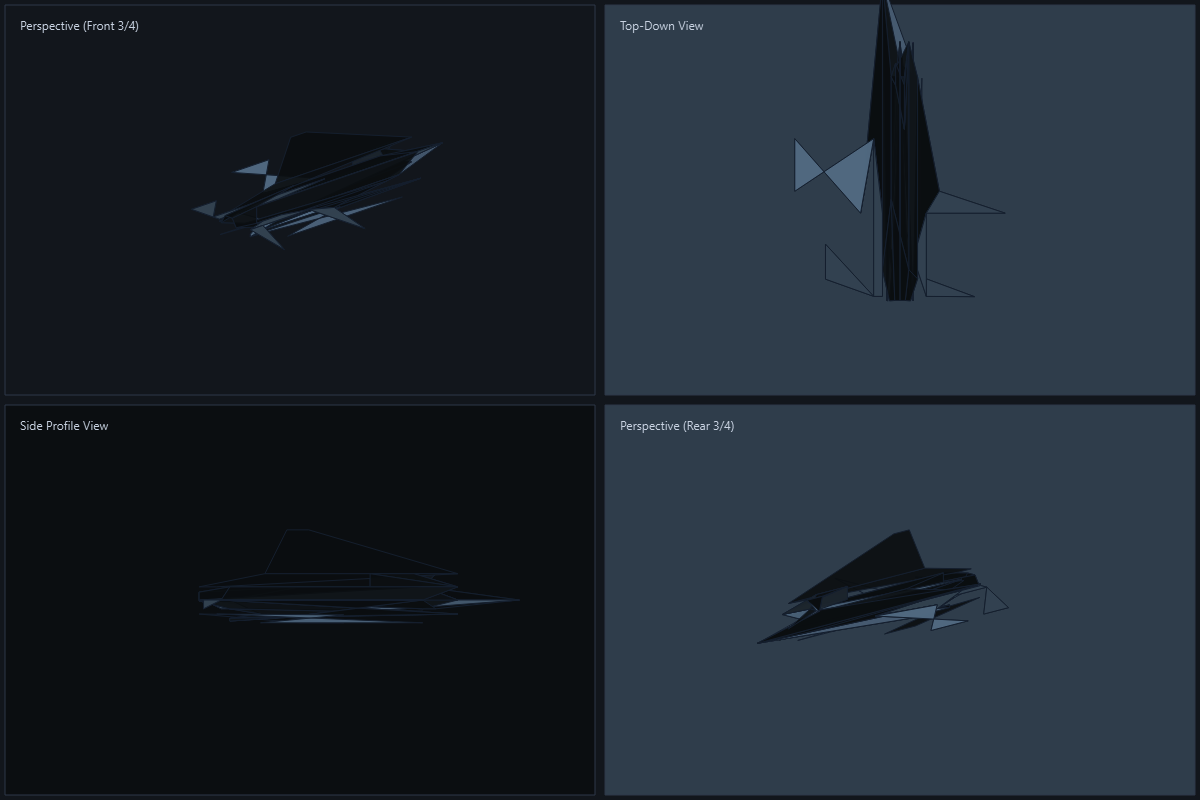 Perspective (Front 3/4)
Top-Down View
Side Profile View
Perspective (Rear 3/4)